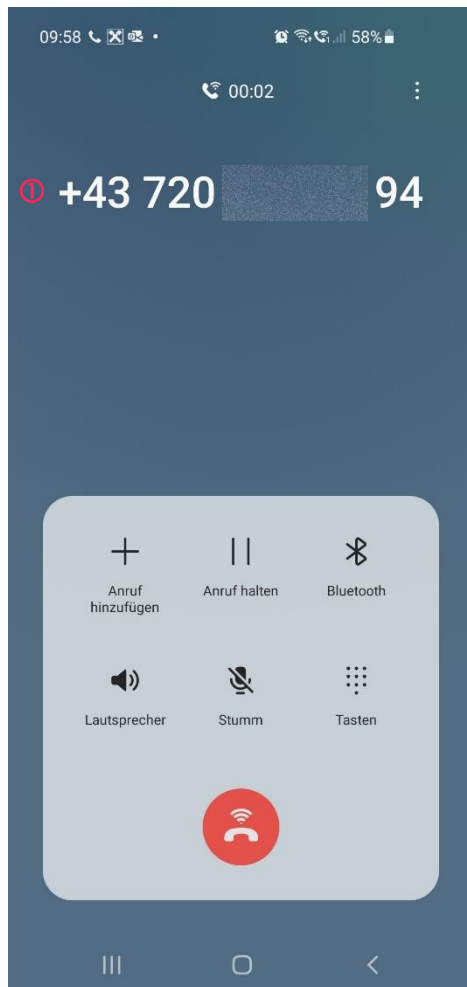 09:58 58%
00:02
① +43 720 94
Anruf hinzufügen
Anruf halten
Bluetooth
Lautsprecher
Stumm
Tasten